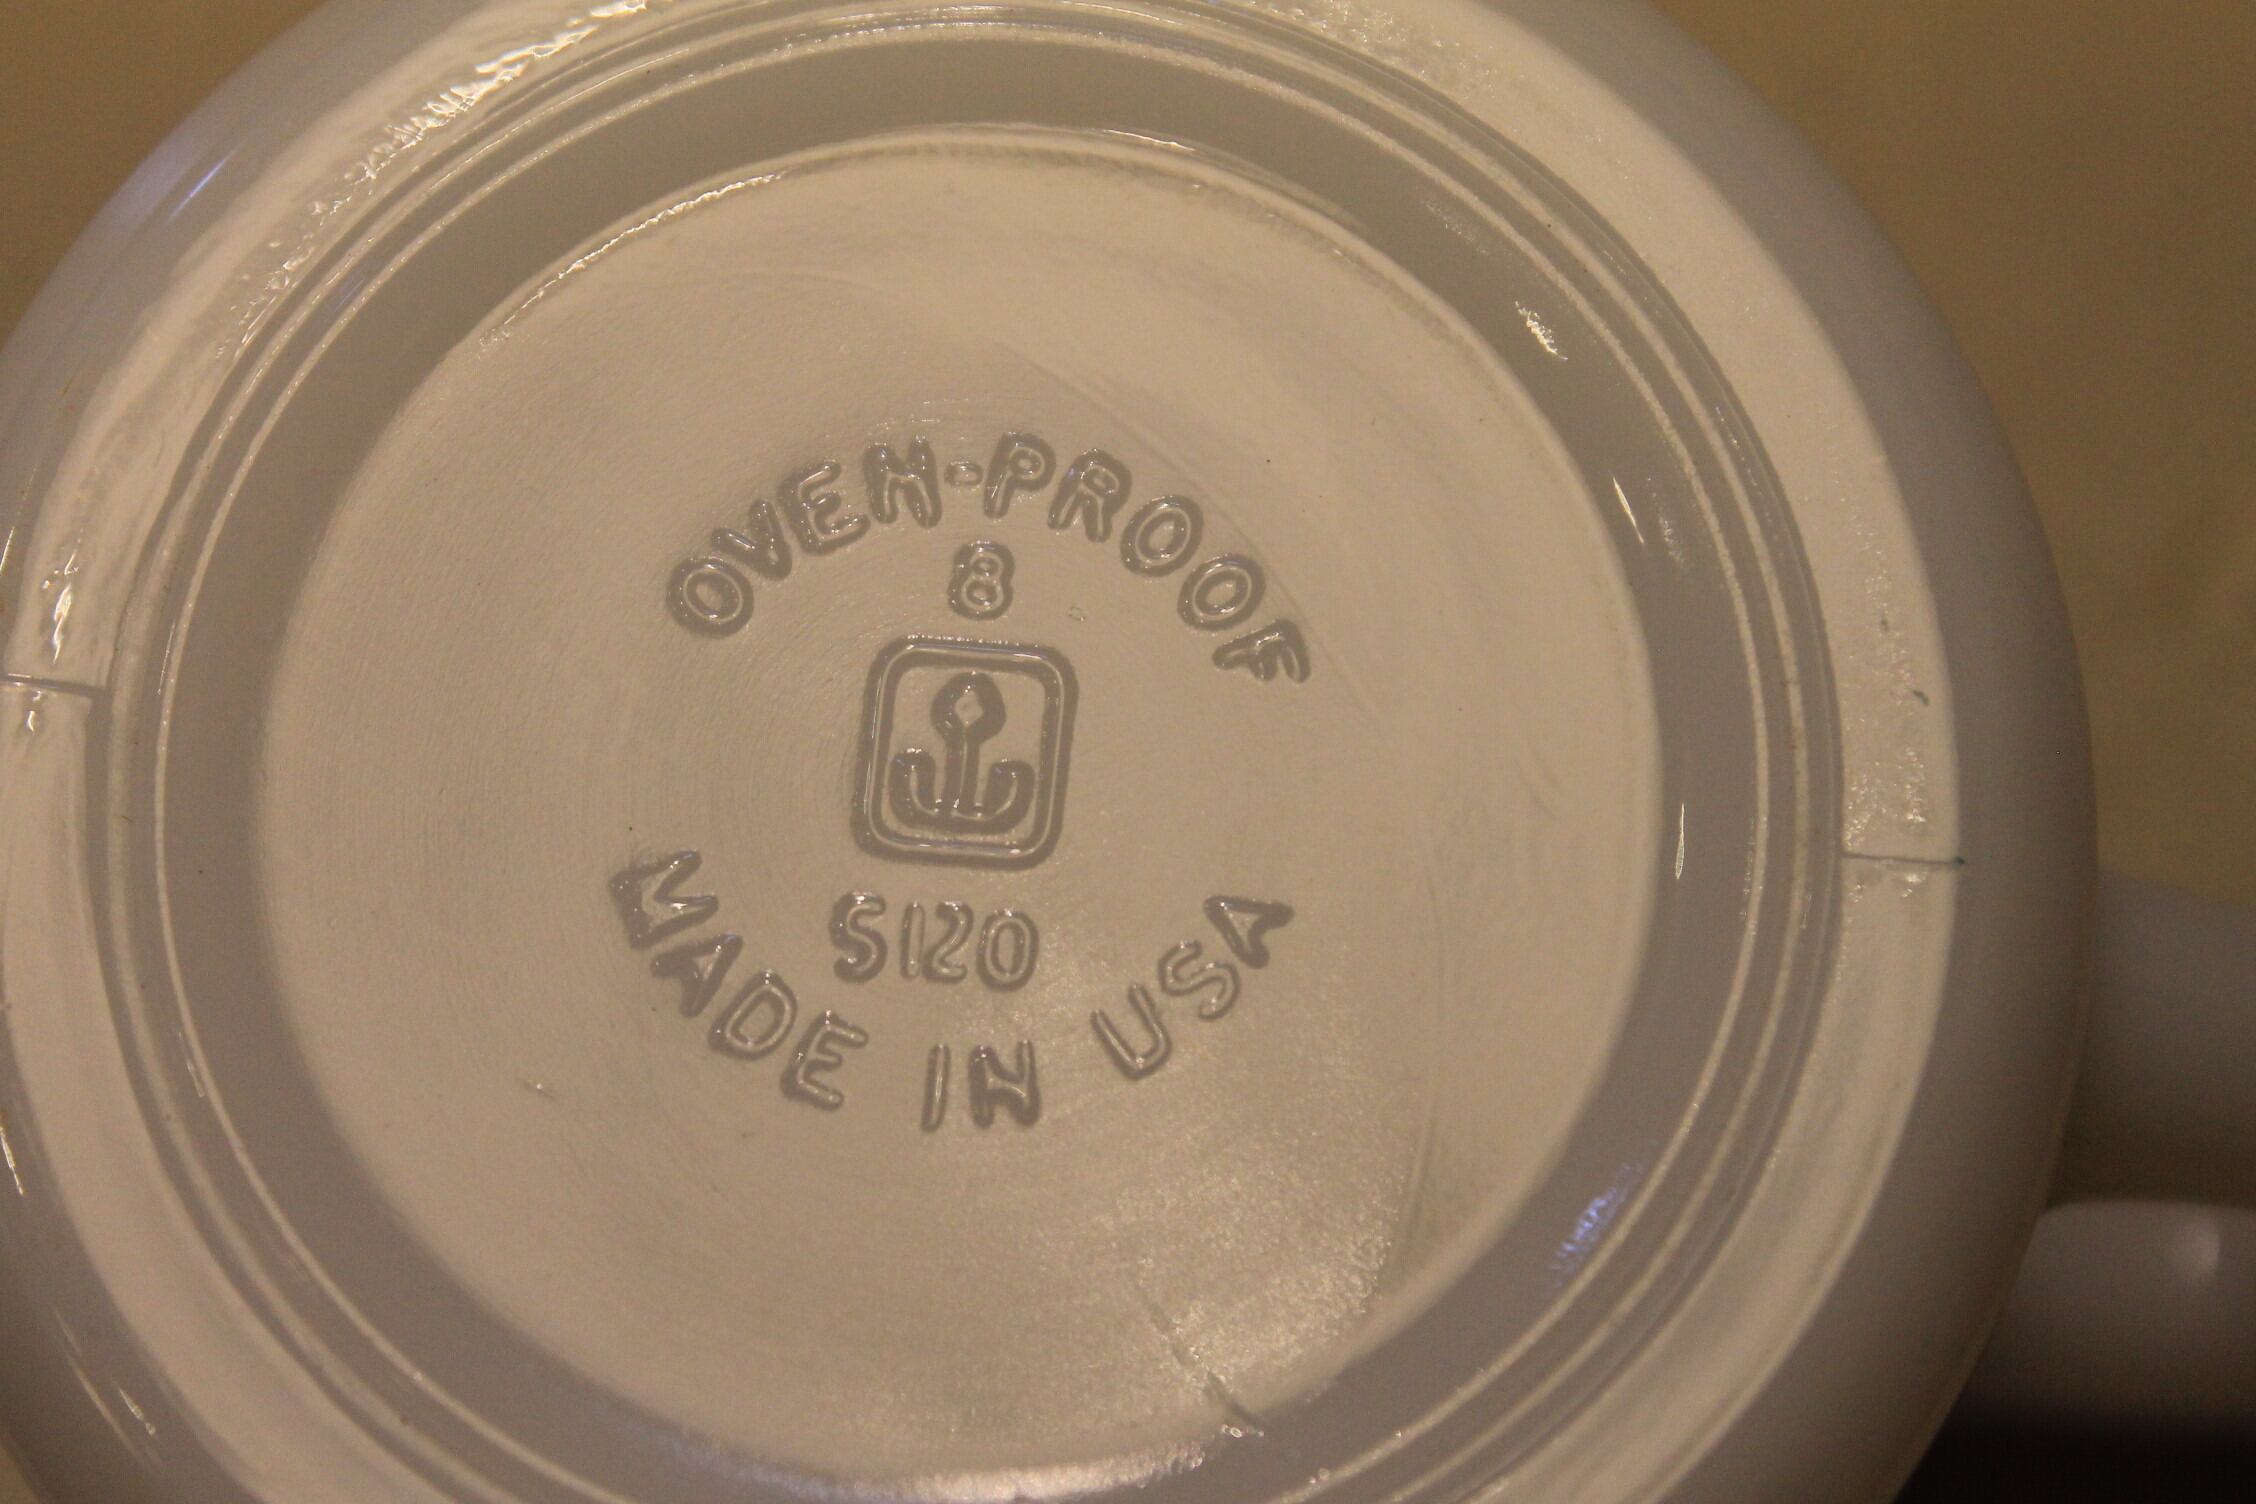 OVEN-PROOF
8
S120
MADE IN USA